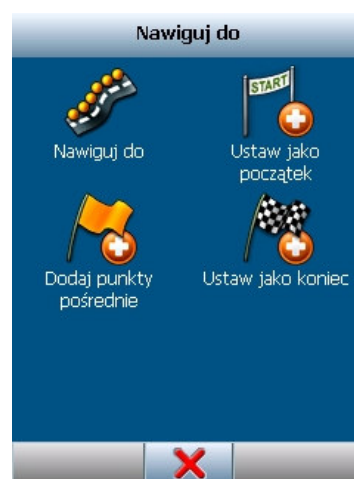 Nawiguj do
START
Nawiguj do
Ustaw jako
początek
Dodaj punkty
pośrednie
Ustaw jako koniec